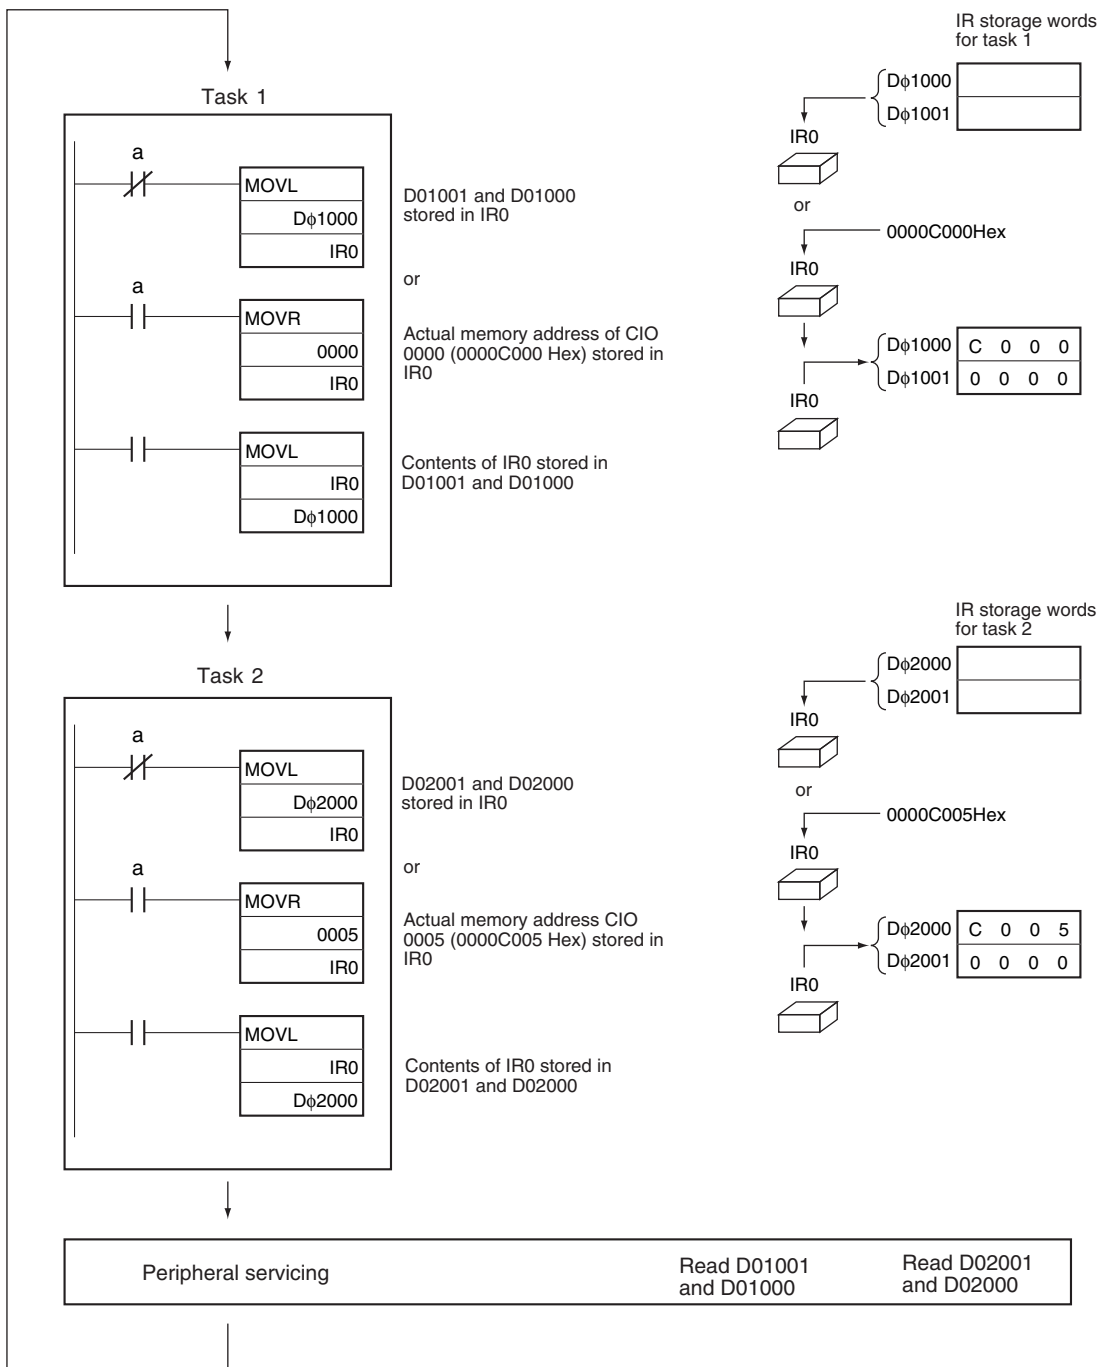 IR storage words
for task 1
Task 1
Dϕ1000
Dϕ1001
IR0
or
0000C000Hex
IR0
Dϕ1000 C 0 0 0
Dϕ1001 0 0 0 0
IR0
a
MOVL
Dϕ1000
IR0
D01001 and D01000
stored in IR0
or
a
MOVR
0000
IR0
Actual memory address of CIO
0000 (0000C000 Hex) stored in
IR0
MOVL
IR0
Dϕ1000
Contents of IR0 stored in
D01001 and D01000
IR storage words
for task 2
Task 2
Dϕ2000
Dϕ2001
IR0
or
0000C005Hex
IR0
Dϕ2000 C 0 0 5
Dϕ2001 0 0 0 0
IR0
a
MOVL
Dϕ2000
IR0
D02001 and D02000
stored in IR0
or
a
MOVR
0005
IR0
Actual memory address CIO
0005 (0000C005 Hex) stored in
IR0
MOVL
IR0
Dϕ2000
Contents of IR0 stored in
D02001 and D02000
Peripheral servicing
Read D01001
and D01000
Read D02001
and D02000